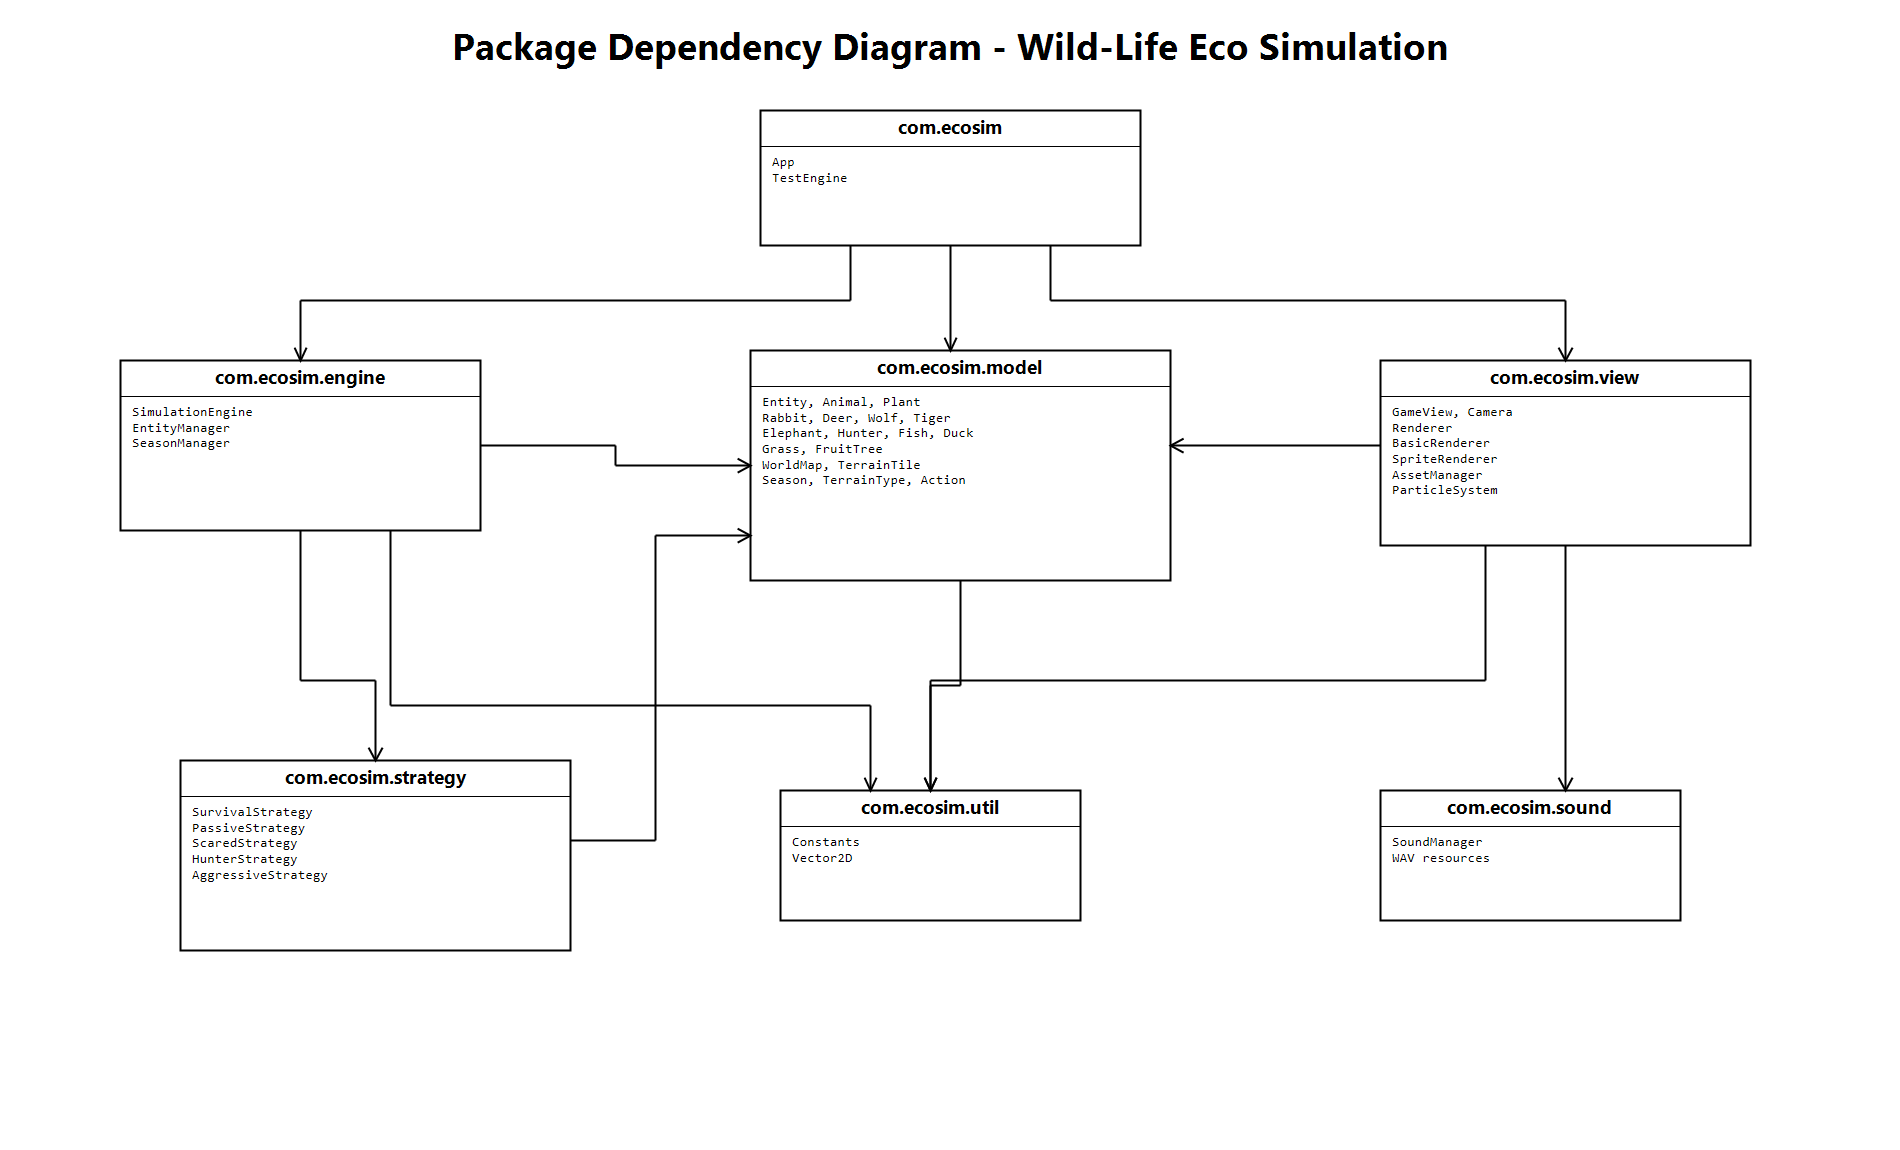 Package Dependency Diagram - Wild-Life Eco Simulation
com.ecosim
App
TestEngine
com.ecosim.engine
SimulationEngine
EntityManager
SeasonManager
com.ecosim.model
Entity, Animal, Plant
Rabbit, Deer, Wolf, Tiger
Elephant, Hunter, Fish, Duck
Grass, FruitTree
WorldMap, TerrainTile
Season, TerrainType, Action
com.ecosim.view
GameView, Camera
Renderer
BasicRenderer
SpriteRenderer
AssetManager
ParticleSystem
com.ecosim.strategy
SurvivalStrategy
PassiveStrategy
ScaredStrategy
HunterStrategy
AggressiveStrategy
com.ecosim.util
Constants
Vector2D
com.ecosim.sound
SoundManager
WAV resources